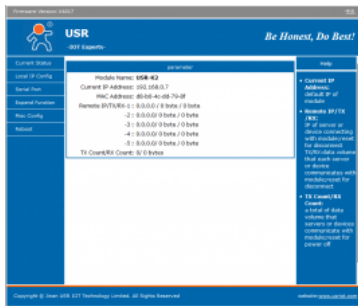 Firmware Version:
USR
-IOT Experts-
Be Honest, Do Best!
Current Status
Local IP Config
Serial Port
Expand Function
Misc Config
Reboot
parameter
Module Name: USR-K2
Current IP Address: 192.168.0.7
MAC Address: d8-b0-4c-dd-79-8f
Remote IP/TX/RX-1 : 0.0.0.0/ 0 byte / 0 byte
-2 : 0.0.0.0/ 0 byte / 0 byte
-3 : 0.0.0.0/ 0 byte / 0 byte
-4 : 0.0.0.0/ 0 byte / 0 byte
-5 : 0.0.0.0/ 0 byte / 0 byte
TX Count/RX Count: 0/ 0 bytes
Help
• Current IP
Address:
default IP of
module
• Remote IP/TX
/RX:
IP of server or
device connecting
with module;reset
for disconnect
TX/RX:data volume
that each server
or device
communicates with
module;reset for
disconnect
• TX Count/RX
Count:
a total of data
volume that
servers or devices
communicate with
module;reset for
power off
Copyright © Jinan USR IOT Technology Limited. All Rights Reserved
website:www.usriot.com